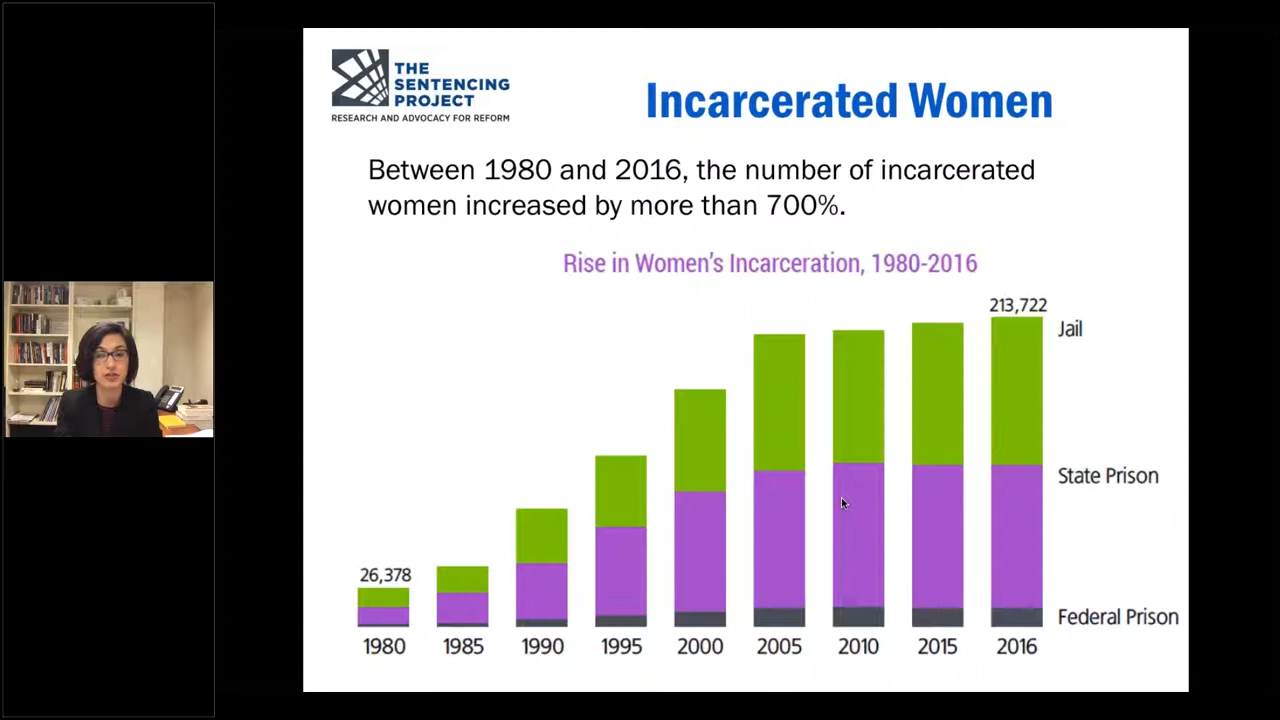 THE
SENTENCING
PROJECT
RESEARCH AND ADVOCACY FOR REFORM
Incarcerated Women
Between 1980 and 2016, the number of incarcerated
women increased by more than 700%.
Rise in Women's Incarceration, 1980-2016
213,722
Jail
State Prison
26,378
Federal Prison
1980 1985 1990 1995 2000 2005 2010 2015 2016